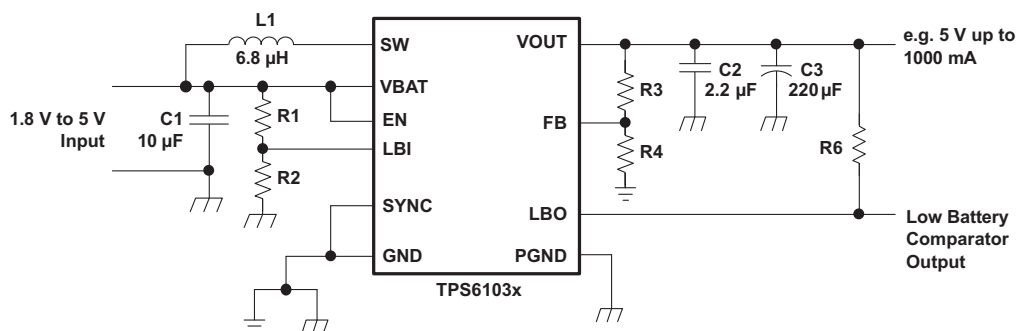 L1
6.8 µH
SW
VOUT
e.g. 5 V up to
1000 mA
C2
2.2 µF
C3
220 µF
R3
VBAT
C1
10 µF
R1
EN
FB
1.8 V to 5 V
Input
LBI
R4
R6
R2
SYNC
LBO
Low Battery
Comparator
Output
GND
PGND
TPS6103x